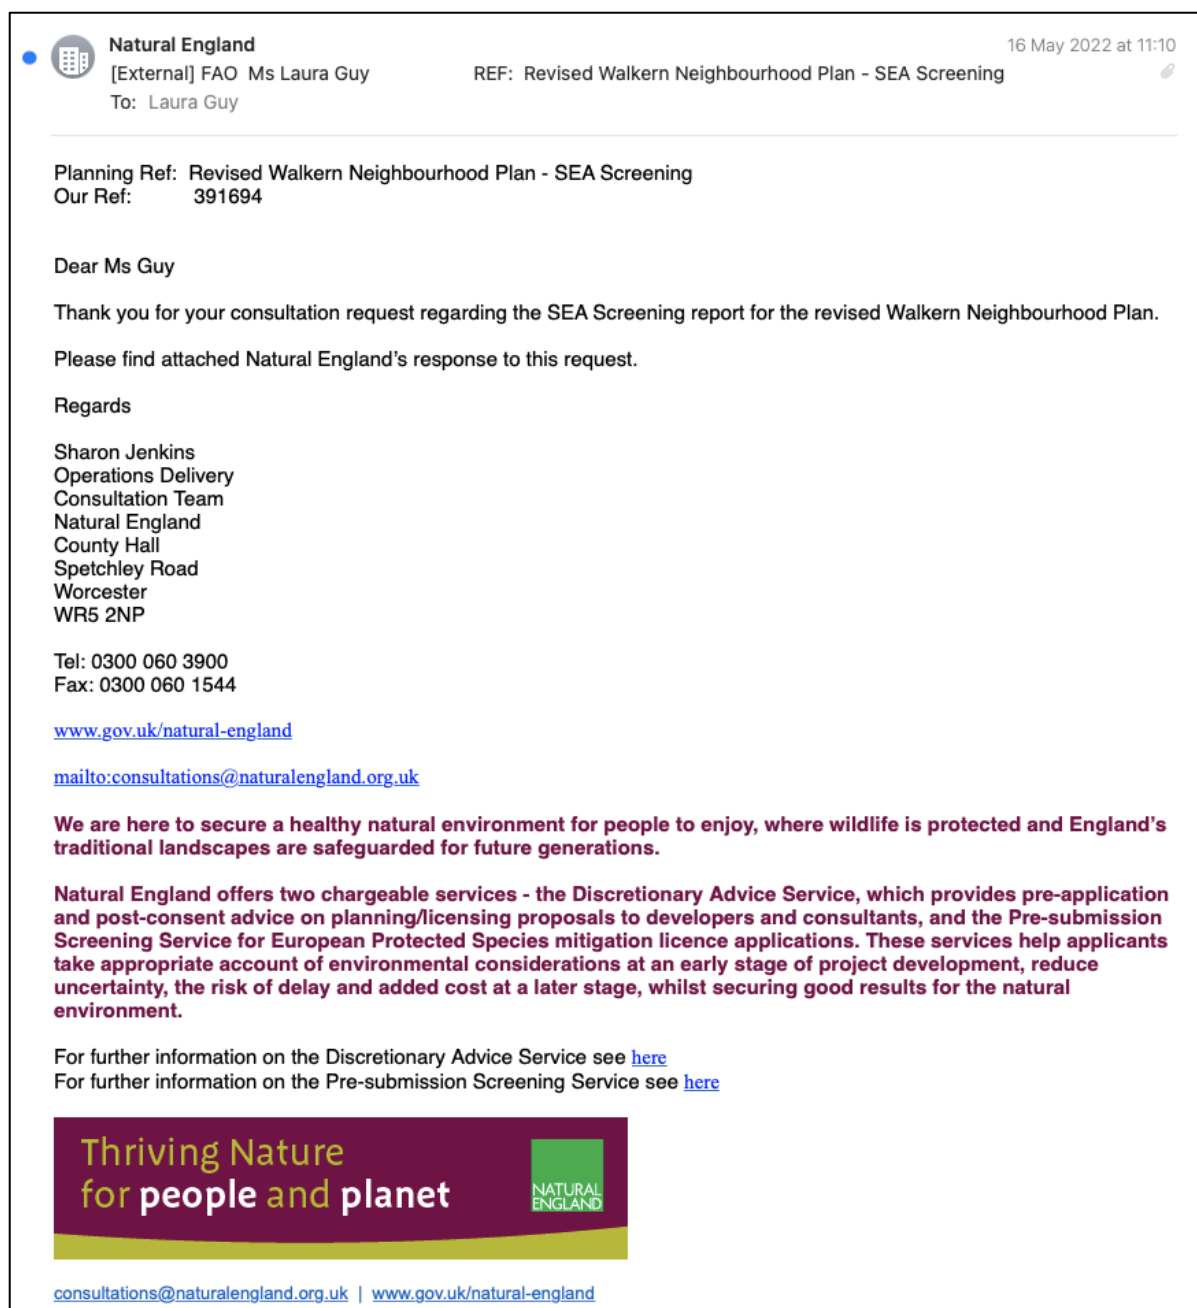 Natural England
16 May 2022 at 11:10
[External] FAO  Ms Laura Guy                    REF:  Revised Walkern Neighbourhood Plan - SEA Screening
To:  Laura Guy
Planning Ref:  Revised Walkern Neighbourhood Plan - SEA Screening
Our Ref:           391694
Dear Ms Guy
Thank you for your consultation request regarding the SEA Screening report for the revised Walkern Neighbourhood Plan.
Please find attached Natural England’s response to this request.
Regards
Sharon Jenkins
Operations Delivery
Consultation Team
Natural England
County Hall
Spetchley Road
Worcester
WR5 2NP
Tel: 0300 060 3900
Fax: 0300 060 1544
www.gov.uk/natural-england
mailto:consultations@naturalengland.org.uk
We are here to secure a healthy natural environment for people to enjoy, where wildlife is protected and England’s
traditional landscapes are safeguarded for future generations.
Natural England offers two chargeable services - the Discretionary Advice Service, which provides pre-application
and post-consent advice on planning/licensing proposals to developers and consultants, and the Pre-submission
Screening Service for European Protected Species mitigation licence applications. These services help applicants
take appropriate account of environmental considerations at an early stage of project development, reduce
uncertainty, the risk of delay and added cost at a later stage, whilst securing good results for the natural
environment.
For further information on the Discretionary Advice Service see here
For further information on the Pre-submission Screening Service see here
Thriving Nature
for people and planet
NATURAL
ENGLAND
consultations@naturalengland.org.uk | www.gov.uk/natural-england